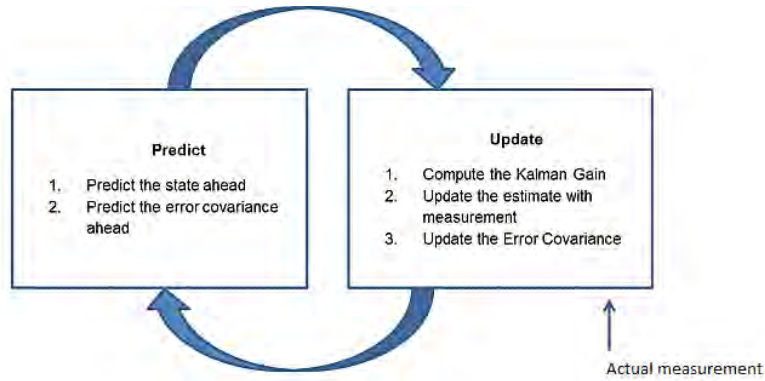 Predict
1. Predict the state ahead
2. Predict the error covariance
ahead
Update
1. Compute the Kalman Gain
2. Update the estimate with
measurement
3. Update the Error Covariance
Actual measurement